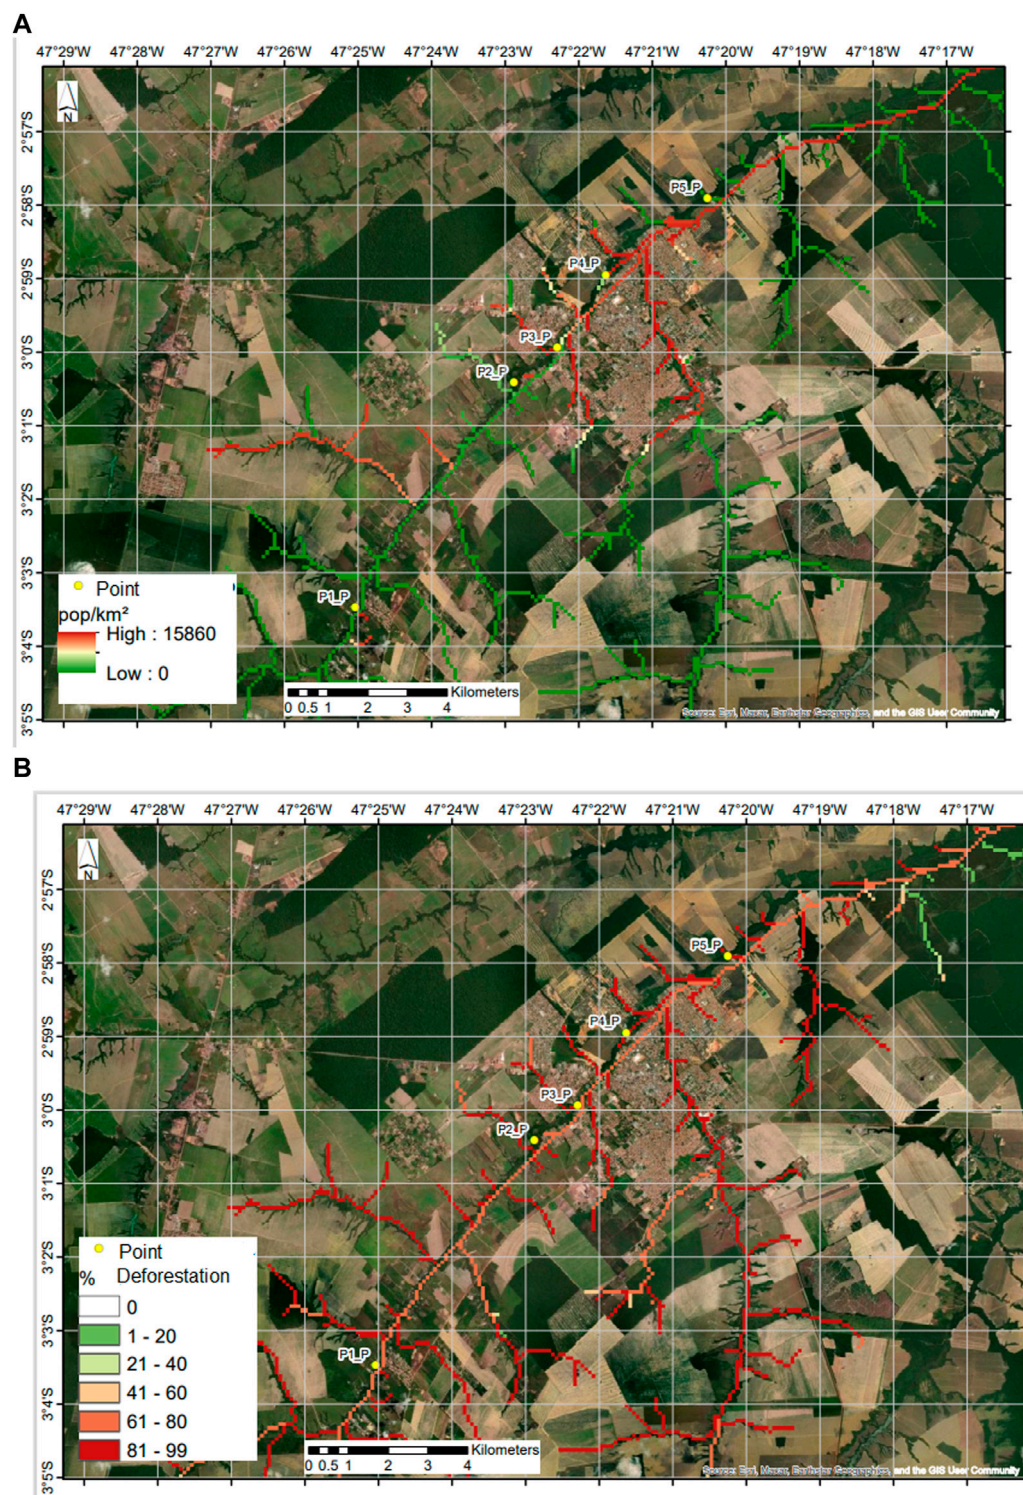 A
47°29'W 47°28'W 47°27'W 47°26'W 47°25'W 47°24'W 47°23'W 47°22'W 47°21'W 47°20'W 47°19'W 47°18'W 47°17'W
N
2°57'S
2°58'S
2°59'S
3°0'S
3°1'S
3°2'S
3°3'S
3°4'S
3°5'S
P5_P
P4_P
P3_P
P2_P
P1_P
Point
pop/km²
High : 15860
Low : 0
0 0.5 1 2 3 4 Kilometers
Source: Esri, Maxar, Earthstar Geographics, and the GIS User Community
B
47°29'W 47°28'W 47°27'W 47°26'W 47°25'W 47°24'W 47°23'W 47°22'W 47°21'W 47°20'W 47°19'W 47°18'W 47°17'W
N
2°57'S
2°58'S
2°59'S
3°0'S
3°1'S
3°2'S
3°3'S
3°4'S
3°5'S
P5_P
P4_P
P3_P
P2_P
P1_P
Point
% Deforestation
0
1 - 20
21 - 40
41 - 60
61 - 80
81 - 99
0 0.5 1 2 3 4 Kilometers
Source: Esri, Maxar, Earthstar Geographics, and the GIS User Community